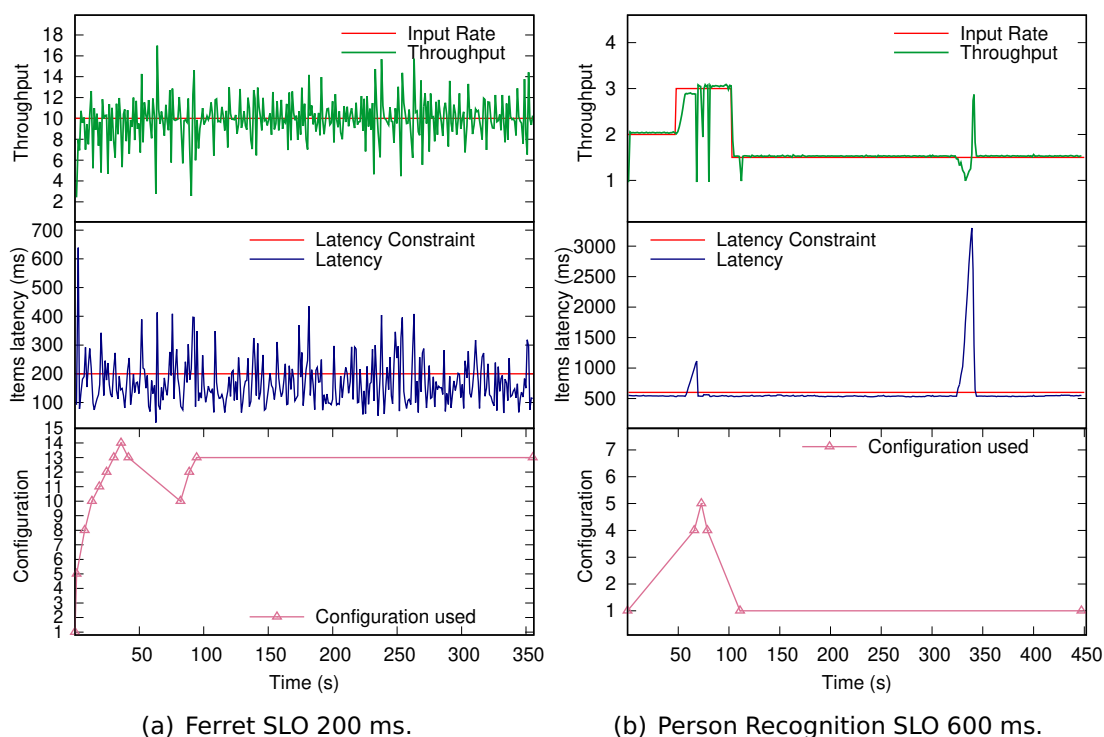 18
16
14
12
10
8
6
4
2
Throughput
Input Rate
Throughput
700
600
500
400
300
200
100
Items latency (ms)
Latency Constraint
Latency
15
14
13
12
11
10
9
8
7
6
5
4
3
2
1
Configuration
Configuration used
50 100 150 200 250 300 350
Time (s)
(a) Ferret SLO 200 ms.
4
3
2
1
Throughput
Input Rate
Throughput
3000
2500
2000
1500
1000
500
Items latency (ms)
Latency Constraint
Latency
7
6
5
4
3
2
1
Configuration
Configuration used
50 100 150 200 250 300 350 400 450
Time (s)
(b) Person Recognition SLO 600 ms.